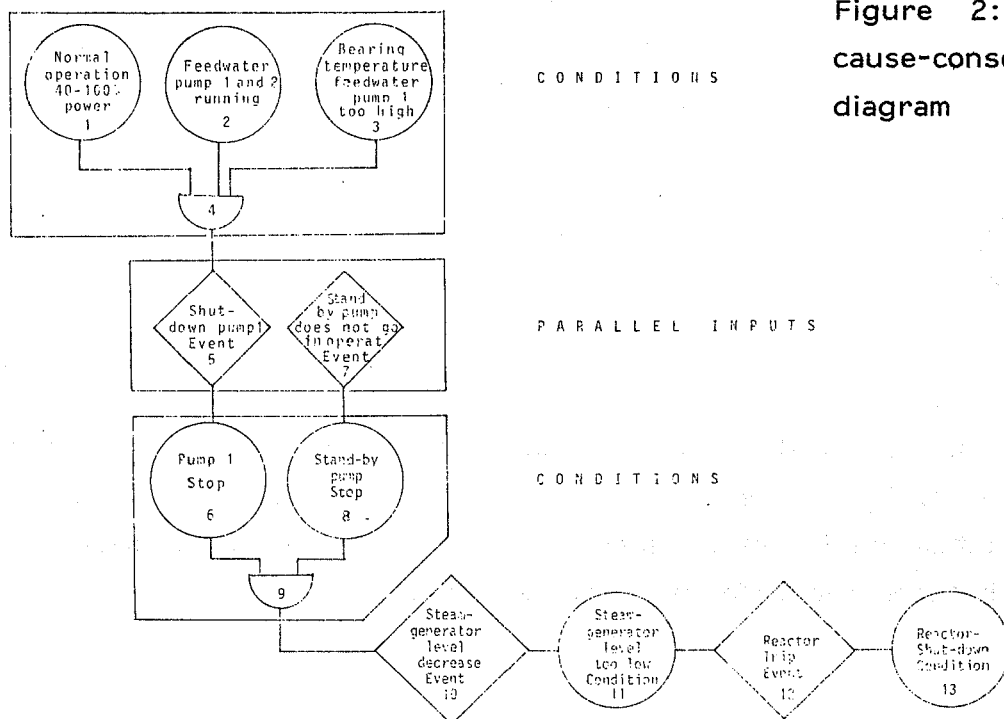 Figure 2:
cause-conse
diagram
Normal
operation
40-100%
power
1
Feedwater
pump 1 and 2
running
2
Bearing
temperature
feedwater
pump 1
too high
3
CONDITIONS
4
Shut-
down pump1
Event
5
Stand
by pump
does not go
in operat
Event
7
PARALLEL INPUTS
Pump 1
Stop
6
Stand-by
pump
Stop
8
CONDITIONS
9
Steam-
generator
level
decrease
Event
10
Steam-
generator
level
too low
Condition
11
Reactor
Trip
Event
12
Reactor-
Shut-down
Condition
13